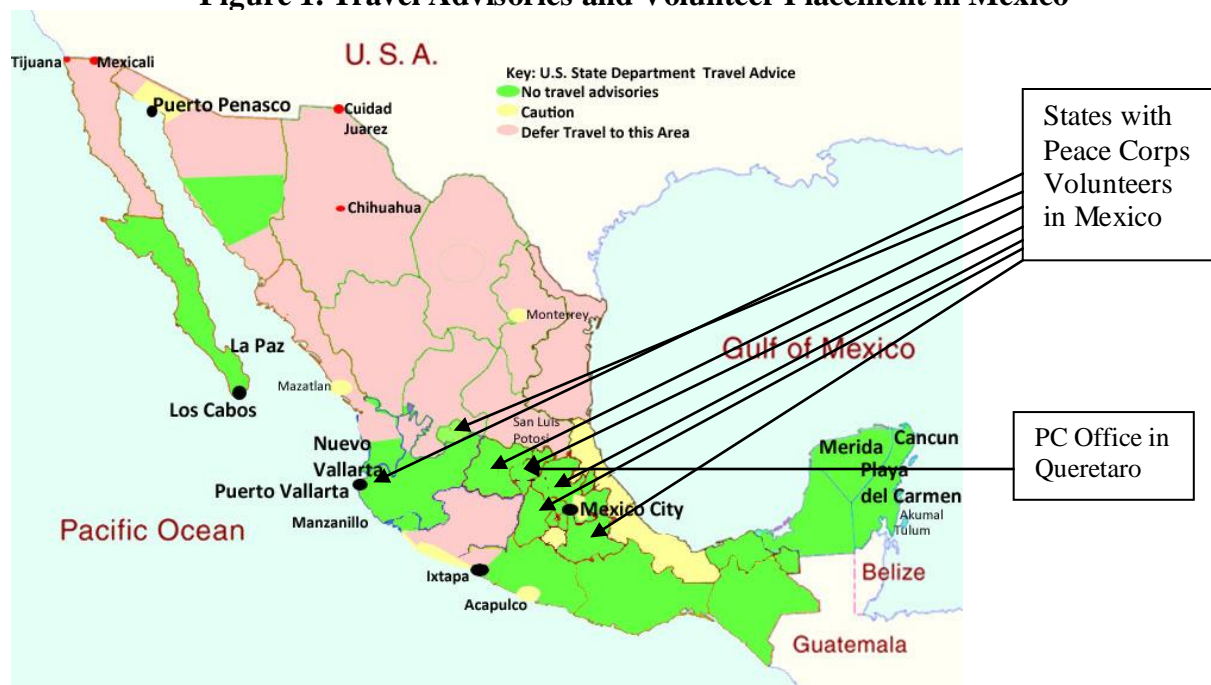 Figure 1: Travel Advisories and Volunteer Placement in Mexico
Tijuana
Mexicali
U. S. A.
Key: U.S. State Department Travel Advice
No travel advisories
Caution
Defer Travel to this Area
Puerto Penasco
Cuidad
Juarez
Chihuahua
States with
Peace Corps
Volunteers
in Mexico
Monterrey
Gulf of Mexico
La Paz
Mazatlan
Los Cabos
San Luis
Potosi
Nuevo
Vallarta
Puerto Vallarta
Manzanillo
Mexico City
Merida
Cancun
Playa
del Carmen
Akumal
Tulum
PC Office in
Queretaro
Pacific Ocean
Ixtapa
Acapulco
Belize
Guatemala